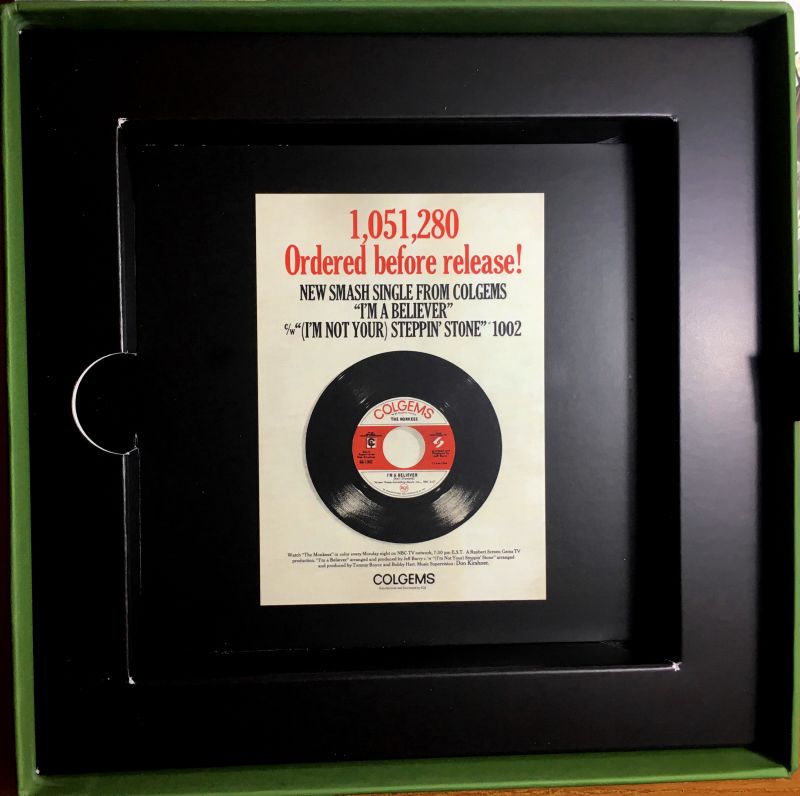 1,051,280
Ordered before release!
NEW SMASH SINGLE FROM COLGEMS
"I'M A BELIEVER"
c/w "(I'M NOT YOUR) STEPPIN' STONE" 1002
COLGEMS
THE MONKEES
I'M A BELIEVER
(Neil Diamond)
Watch "The Monkees" in color every Monday night on NBC-TV network, 7:30 pm E.S.T. A Raybert Screen Gems TV
production. "I'm a Believer" arranged and produced by Jeff Barry c/w "(I'm Not Your) Steppin' Stone" arranged
and produced by Tommy Boyce and Bobby Hart. Music Supervision: Don Kirshner.
COLGEMS